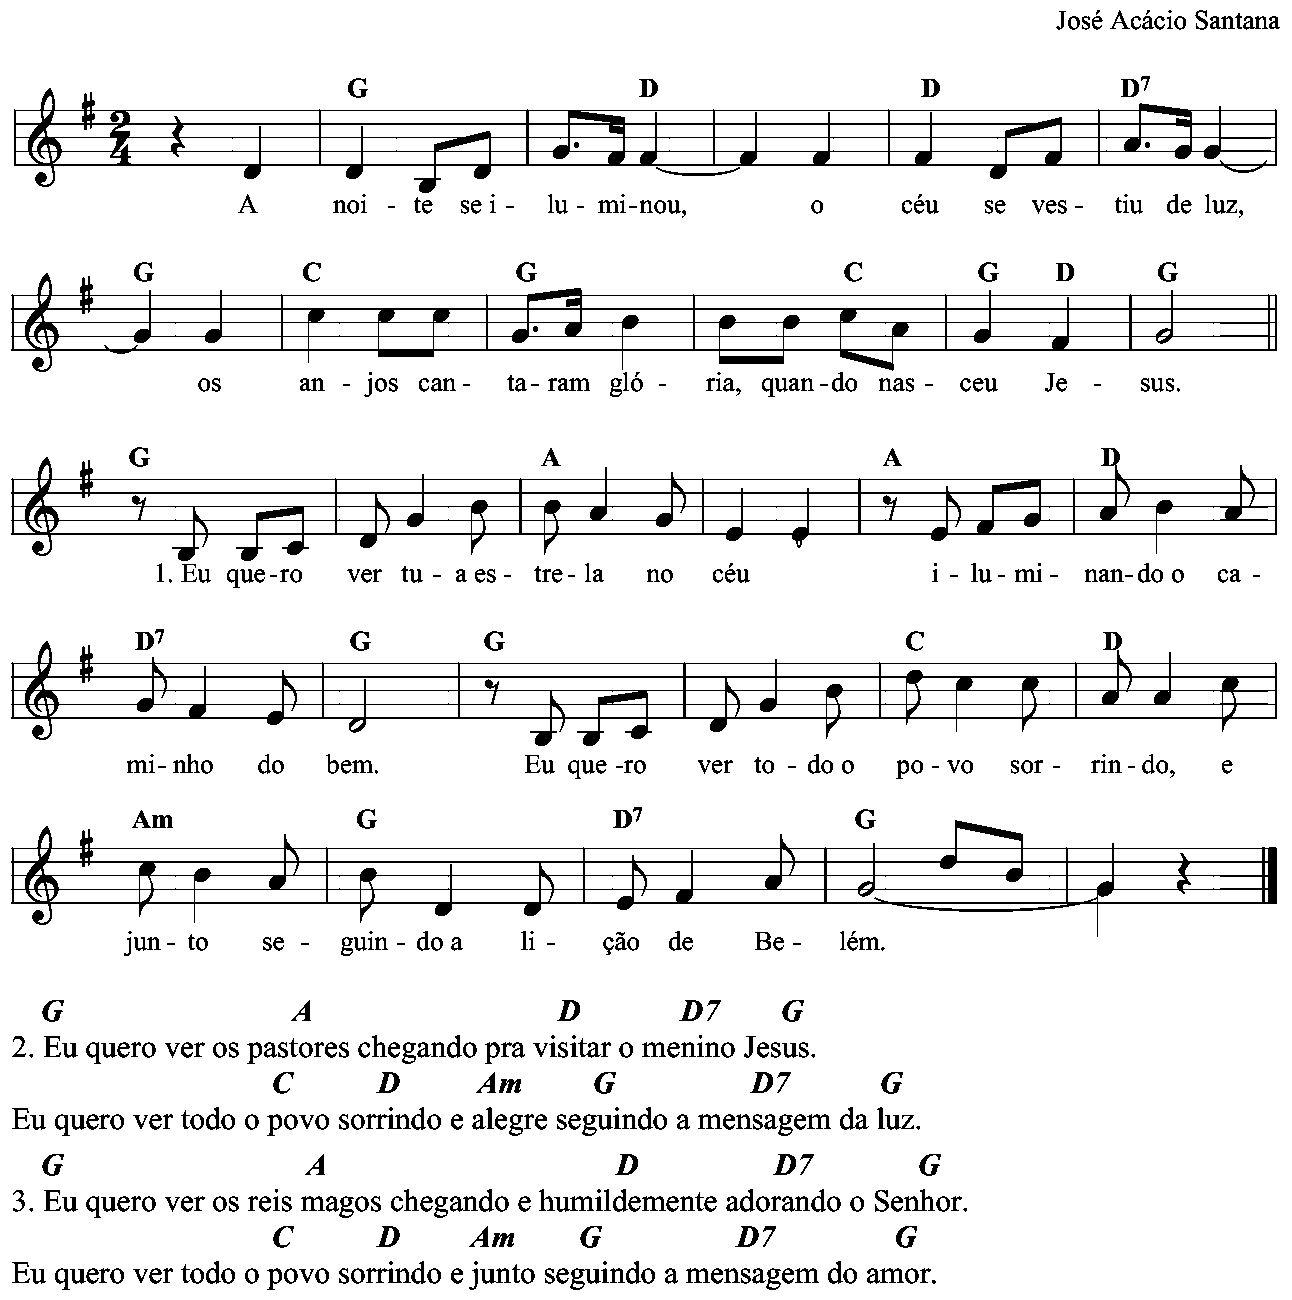 José Acácio Santana
G D D D7
2/4
A noi - te se i - lu - mi-nou, o céu se ves - tiu de luz,
G C G C G D G
os an - jos can - ta - ram gló - ria, quan-do nas - ceu Je - sus.
G A A D
1. Eu que-ro ver tu - a es - tre - la no céu i - lu - mi - nan-do o ca -
D7 G G C D
mi-nho do bem. Eu que-ro ver to - do o po - vo sor - rin - do, e
Am G D7 G
jun - to se - guin - do a li - ção de Be - lém.
G A D D7 G
2. Eu quero ver os pastores chegando pra visitar o menino Jesus.
C D Am G D7 G
Eu quero ver todo o povo sorrindo e alegre seguindo a mensagem da luz.
G A D D7 G
3. Eu quero ver os reis magos chegando e humildemente adorando o Senhor.
C D Am G D7 G
Eu quero ver todo o povo sorrindo e junto seguindo a mensagem do amor.